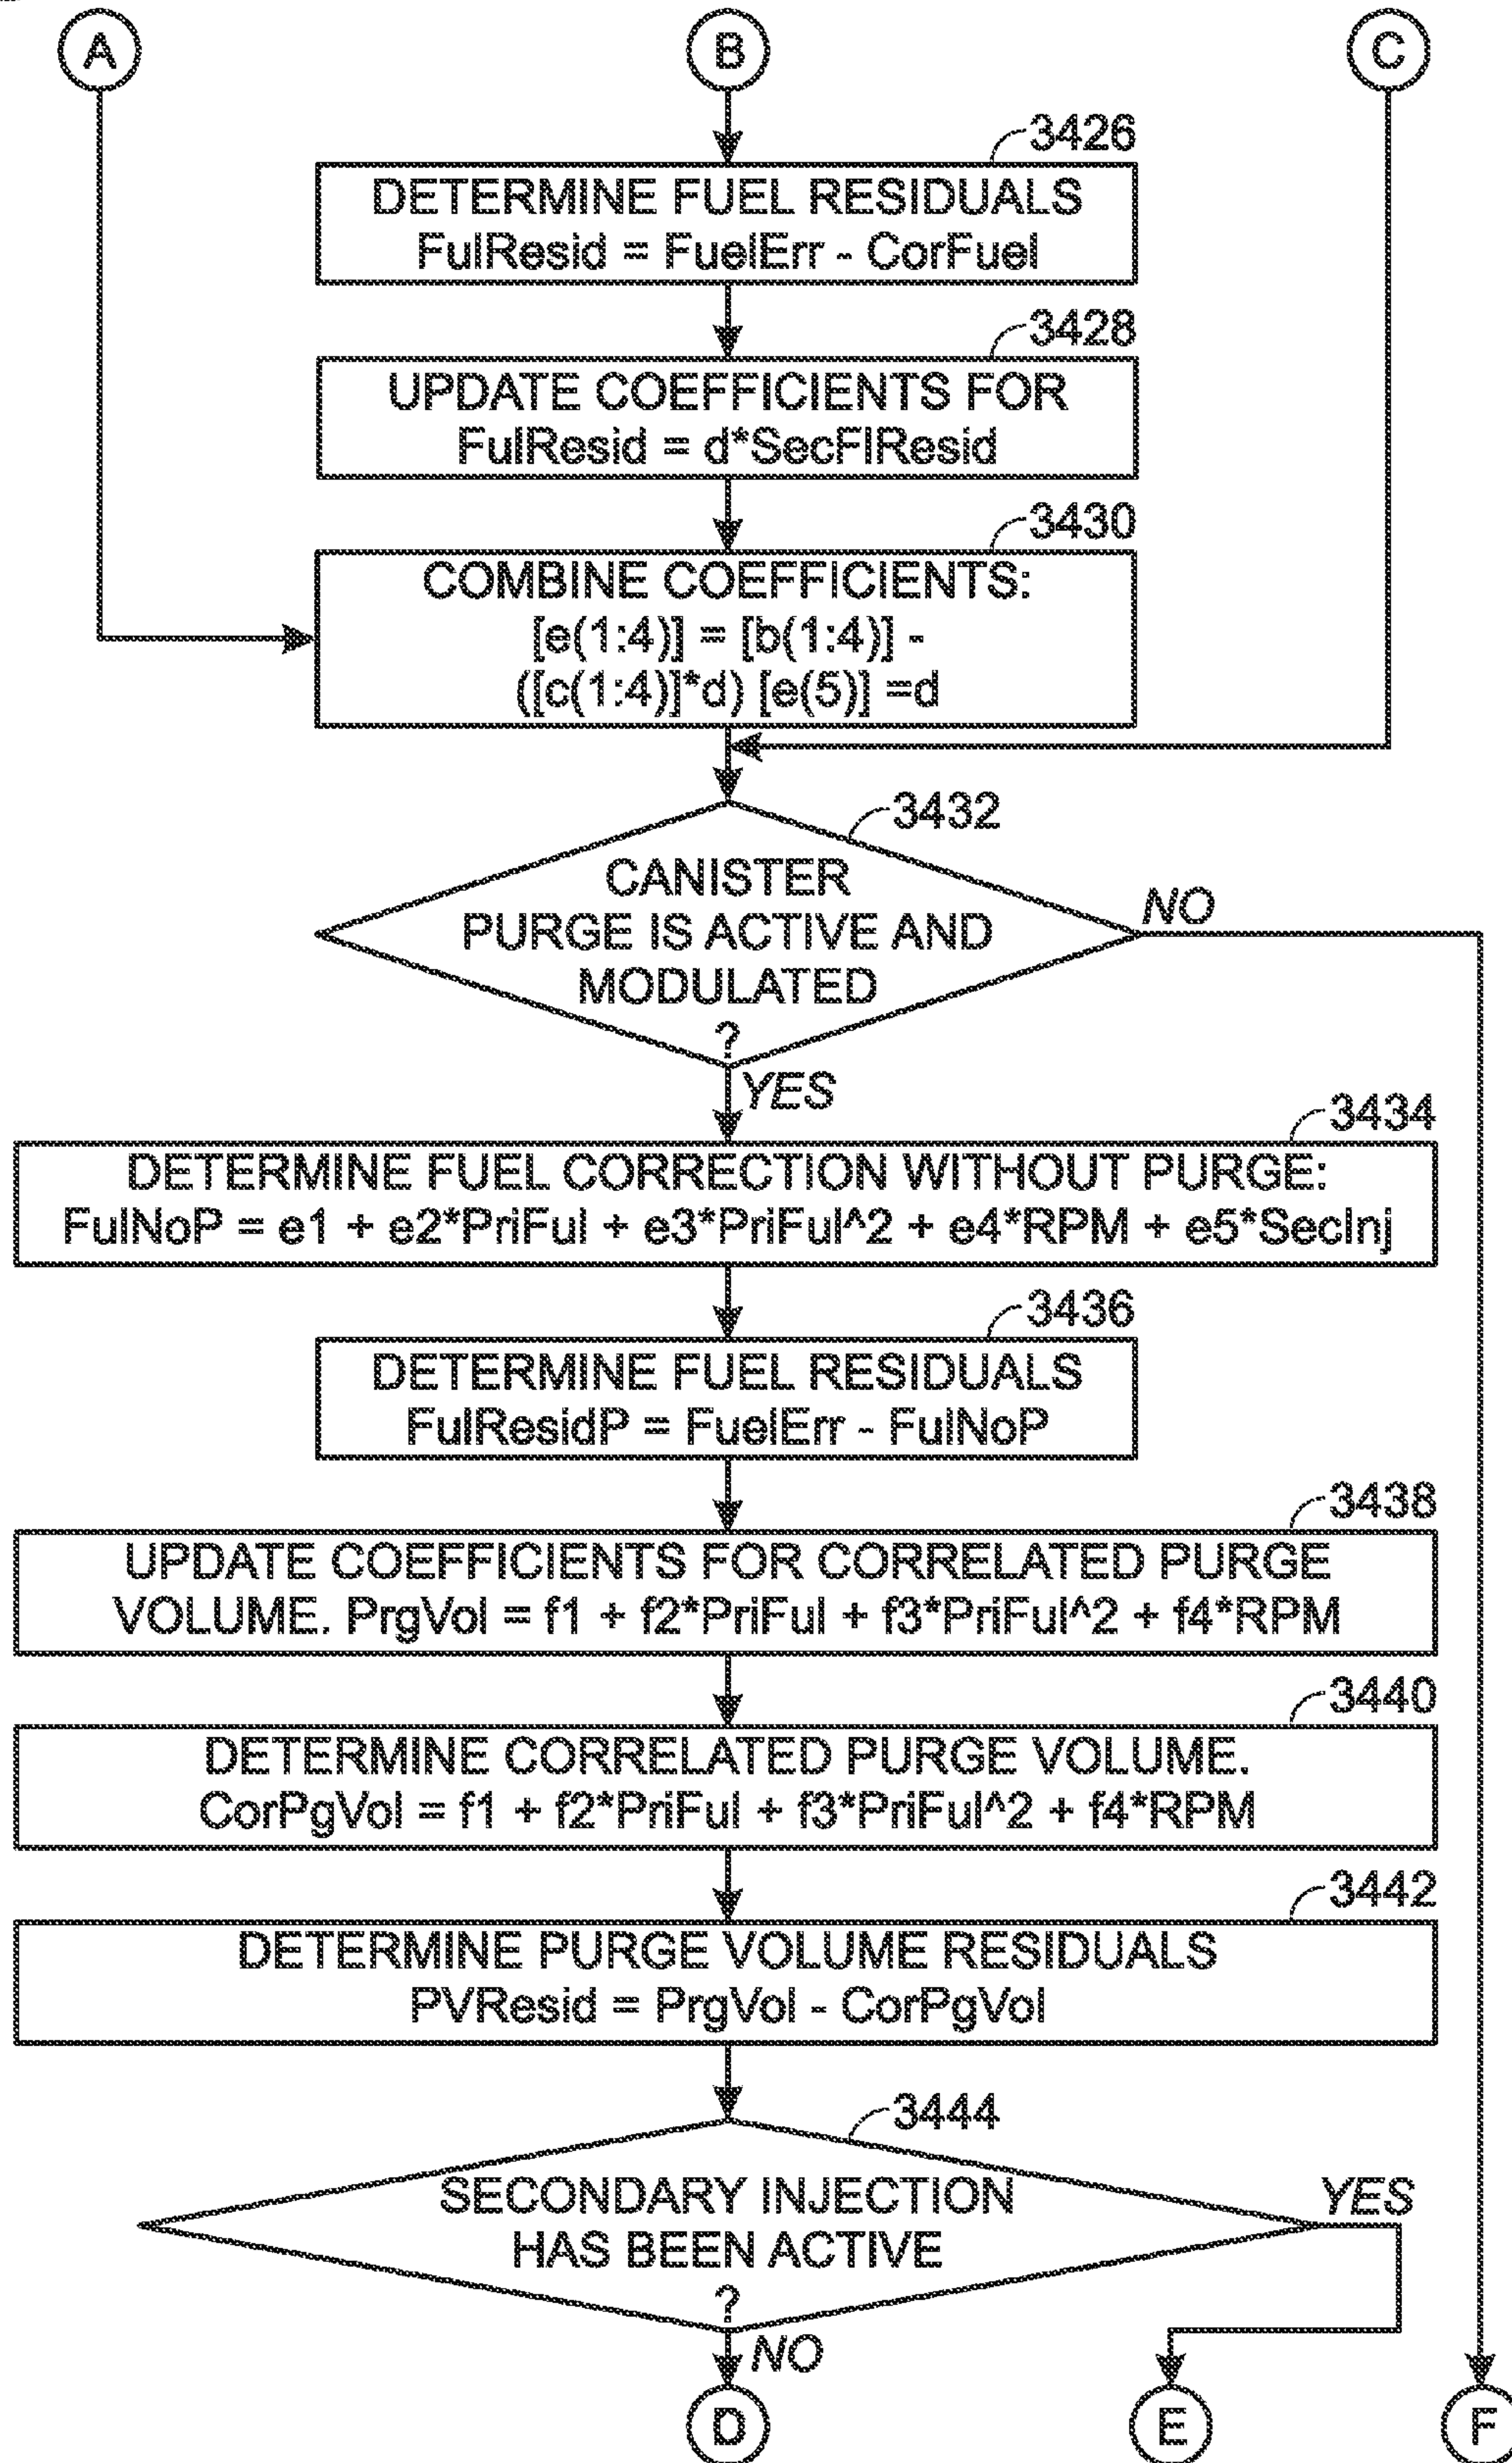 A
B
C
3426
DETERMINE FUEL RESIDUALS
FulResid = FuelErr - CorFuel
3428
UPDATE COEFFICIENTS FOR
FulResid = d*SecFlResid
3430
COMBINE COEFFICIENTS:
[e(1:4)] = [b(1:4)] -
([c(1:4)]*d) [e(5)] =d
3432
CANISTER
PURGE IS ACTIVE AND
MODULATED
?
NO
YES
3434
DETERMINE FUEL CORRECTION WITHOUT PURGE:
FulNoP = e1 + e2*PriFul + e3*PriFul^2 + e4*RPM + e5*SecInj
3436
DETERMINE FUEL RESIDUALS
FulResidP = FuelErr - FulNoP
3438
UPDATE COEFFICIENTS FOR CORRELATED PURGE
VOLUME. PrgVol = f1 + f2*PriFul + f3*PriFul^2 + f4*RPM
3440
DETERMINE CORRELATED PURGE VOLUME.
CorPgVol = f1 + f2*PriFul + f3*PriFul^2 + f4*RPM
3442
DETERMINE PURGE VOLUME RESIDUALS
PVResid = PrgVol - CorPgVol
3444
SECONDARY INJECTION
HAS BEEN ACTIVE
?
YES
NO
D
E
F